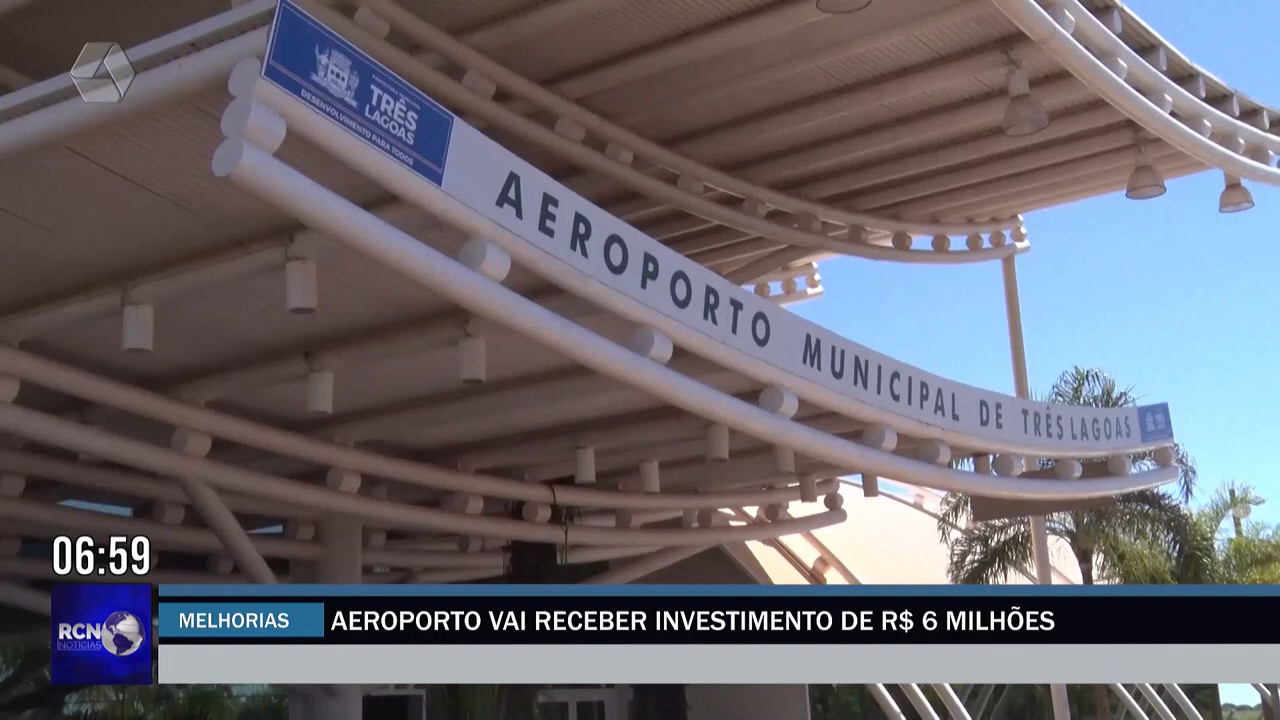 TRÊS
LAGOAS
DESENVOLVIMENTO PARA TODOS
AEROPORTO MUNICIPAL DE TRÊS LAGOAS
06:59
RCN
NOTÍCIAS
MELHORIAS
AEROPORTO VAI RECEBER INVESTIMENTO DE R$ 6 MILHÕES